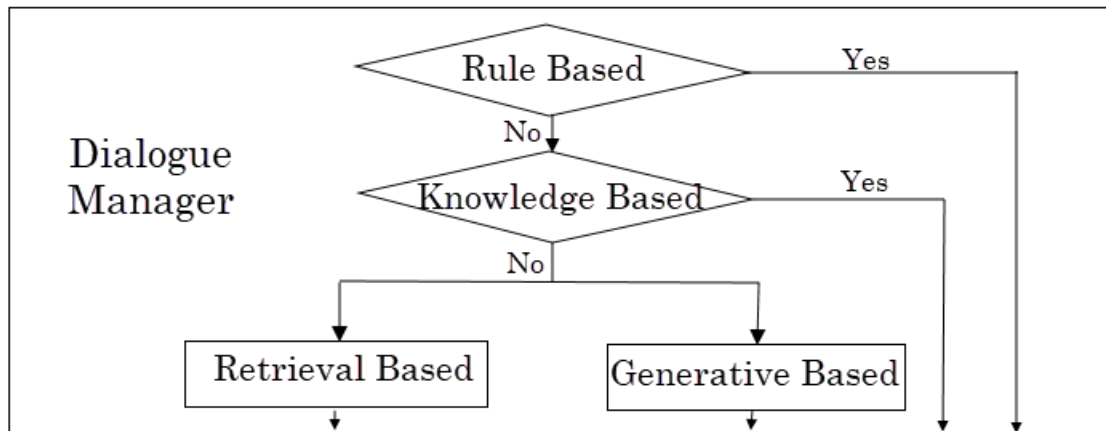 Rule Based
Yes
No
Dialogue
Manager
Knowledge Based
Yes
No
Retrieval Based
Generative Based